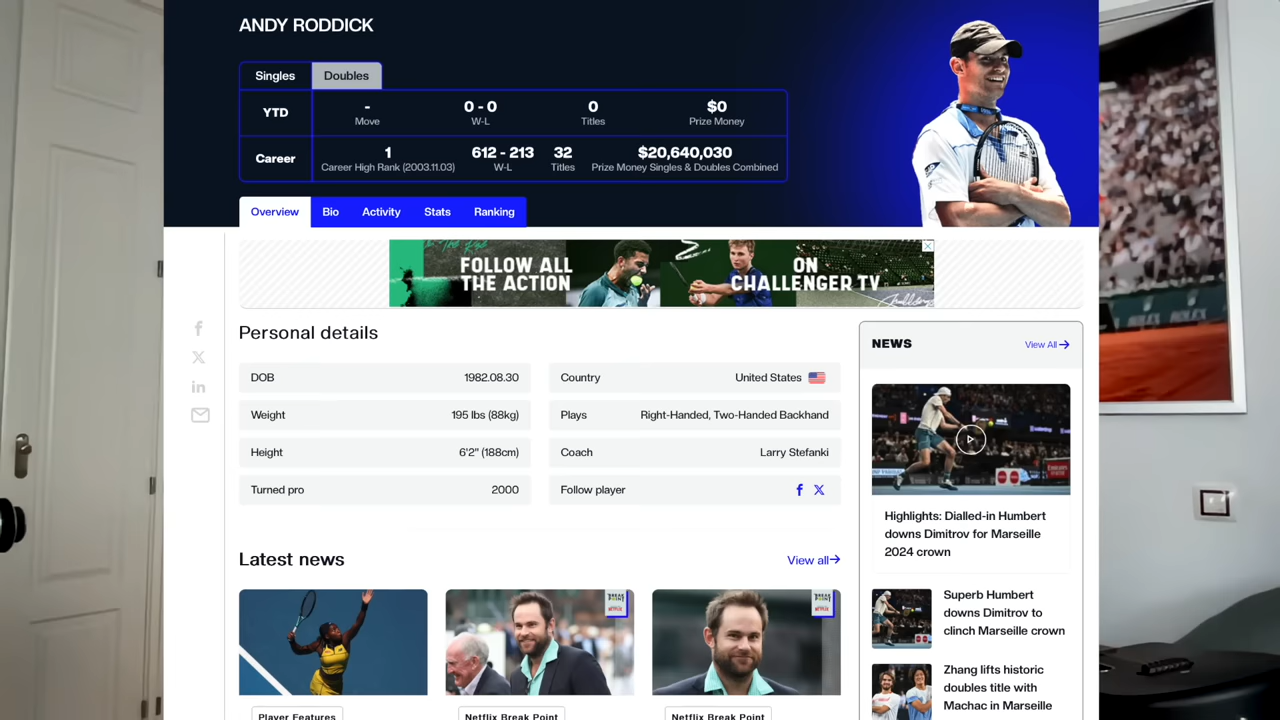 ANDY RODDICK
Singles
Doubles
YTD
-
Move
0 - 0
W-L
0
Titles
$0
Prize Money
Career
1
Career High Rank (2003.11.03)
612 - 213
W-L
32
Titles
$20,640,030
Prize Money Singles & Doubles Combined
Overview
Bio
Activity
Stats
Ranking
FOLLOW ALL
THE ACTION
ON
CHALLENGER TV
Personal details
DOB
1982.08.30
Weight
195 lbs (88kg)
Height
6'2" (188cm)
Turned pro
2000
Country
United States
Plays
Right-Handed, Two-Handed Backhand
Coach
Larry Stefanki
Follow player
Latest news
View all
BREAK
POINT
NETFLIX
BREAK
POINT
NETFLIX
Player Features
Netflix Break Point
Netflix Break Point
NEWS
View All
Highlights: Dialled-in Humbert
downs Dimitrov for Marseille
2024 crown
Superb Humbert
downs Dimitrov to
clinch Marseille crown
Zhang lifts historic
doubles title with
Machac in Marseille